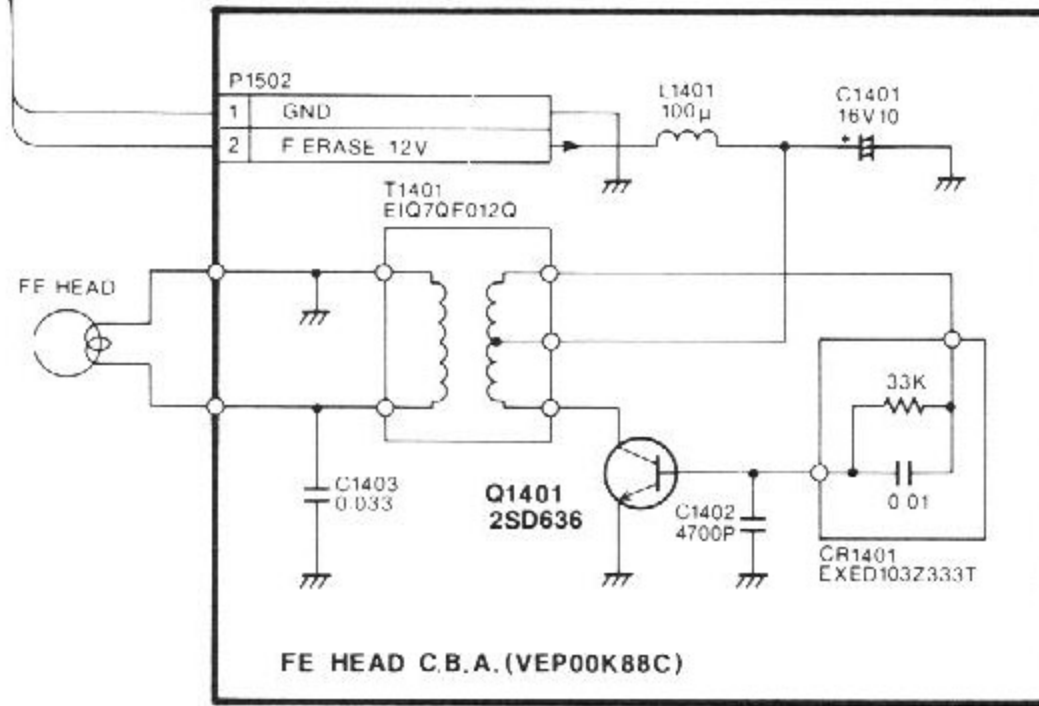 P1502
1 GND
2 F ERASE 12V
L1401
100μ
C1401
16V10
+
T1401
EIQ7QF012Q
FE HEAD
33K
C1403
0.033
Q1401
2SD636
C1402
4700P
0.01
CR1401
EXED103Z333T
FE HEAD C.B.A. (VEP00K88C)